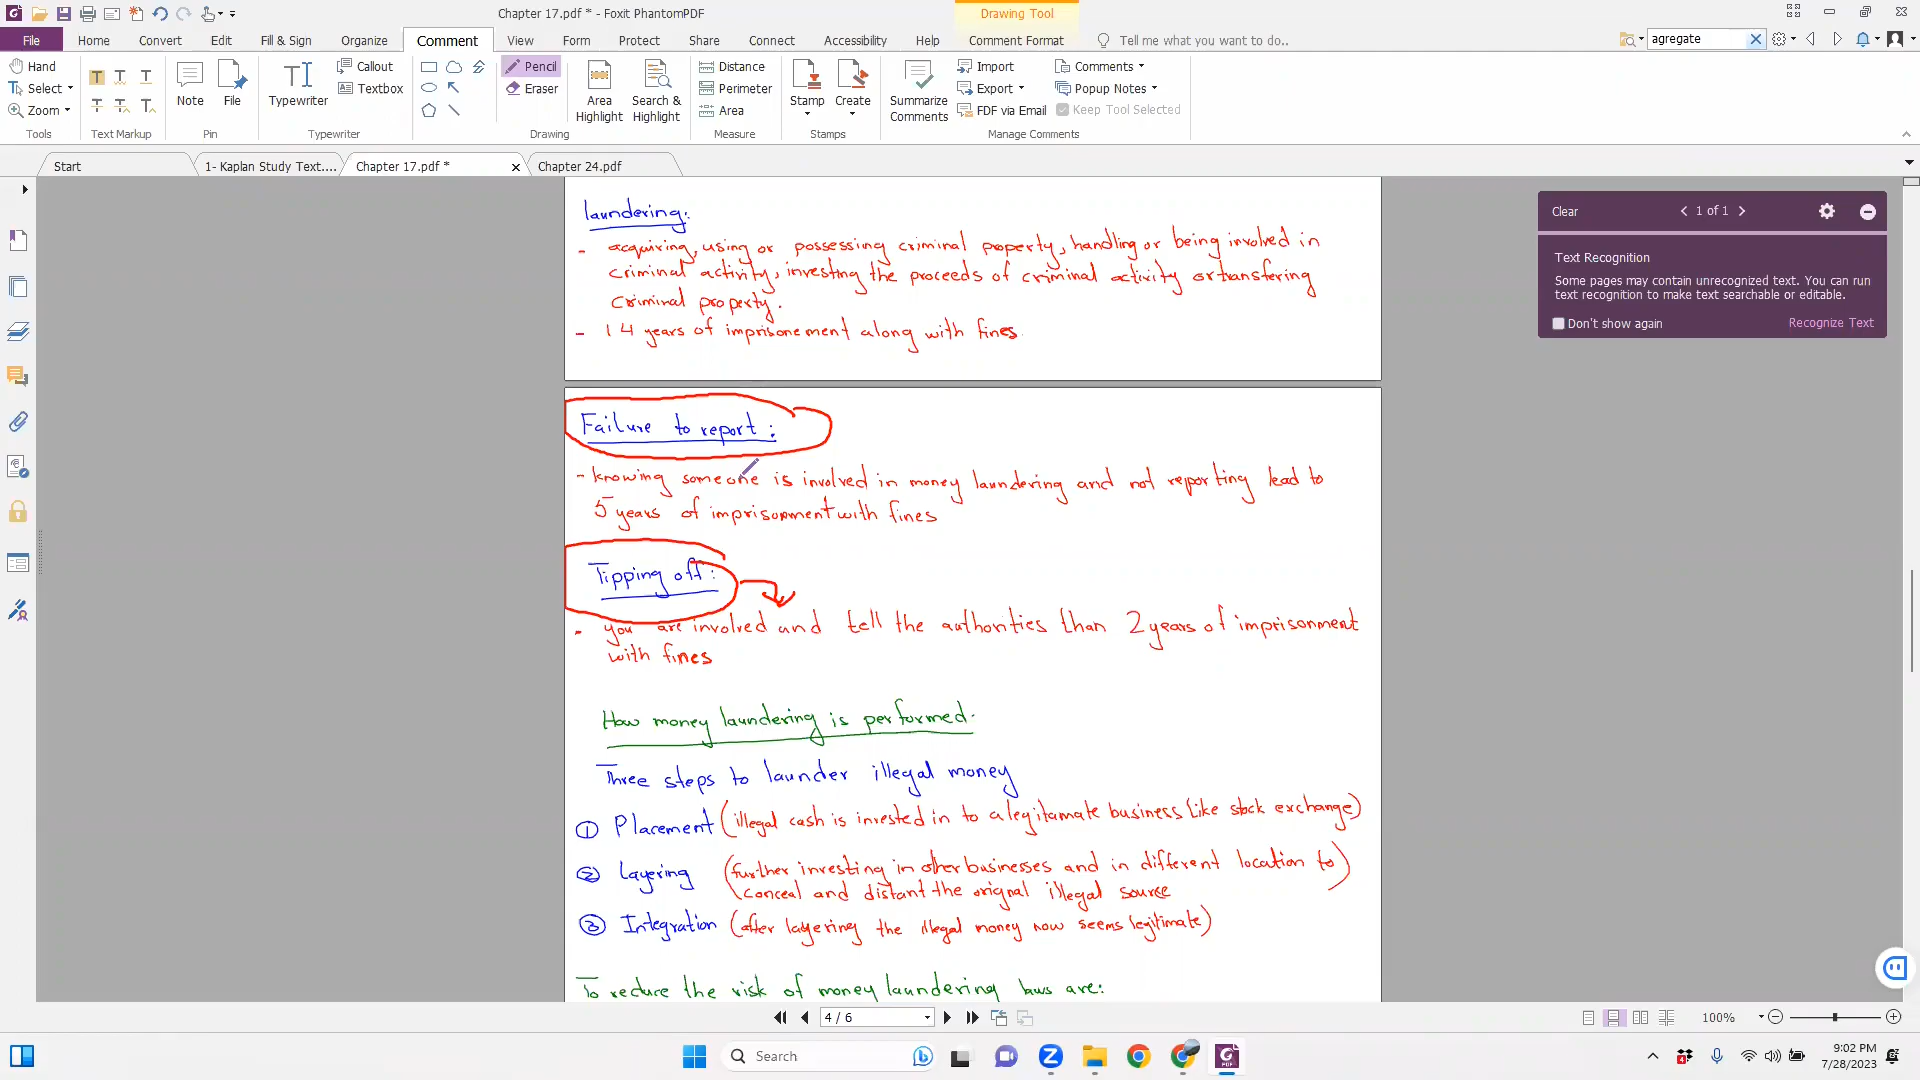 Chapter 17.pdf * - Foxit PhantomPDF
Drawing Tool
File
Home
Convert
Edit
Fill & Sign
Organize
Comment
View
Form
Protect
Share
Connect
Accessibility
Help
Comment Format
Tell me what you want to do..
agregate
Hand
Select
Zoom
Tools
Text Markup
Note
File
Pin
Typewriter
Callout
Textbox
Typewriter
Pencil
Eraser
Area Highlight
Search & Highlight
Drawing
Distance
Perimeter
Area
Measure
Stamp
Create
Stamps
Summarize Comments
Import
Export
FDF via Email
Comments
Popup Notes
Keep Tool Selected
Manage Comments
Start
1- Kaplan Study Text....
Chapter 17.pdf *
Chapter 24.pdf
laundering:
- acquiring, using or possessing criminal property, handling or being involved in
criminal activity, investing the proceeds of criminal activity or transfering
criminal property.
- 14 years of imprisonement along with fines
Failure to report:
- knowing someone is involved in money laundering and not reporting lead to
5 years of imprisonment with fines
Tipping off:
- you are involved and tell the authorities than 2 years of imprisonment
with fines
How money laundering is performed.
Three steps to launder illegal money
① Placement (illegal cash is invested in to a legitamate business like stock exchange)
② Layering (further investing in other businesses and in different location to
conceal and distant the orignal illegal source
③ Integration (after layering the illegal money now seems legitimate)
To reduce the risk of money laundering laws are:
Clear
1 of 1
Text Recognition
Some pages may contain unrecognized text. You can run
text recognition to make text searchable or editable.
Don't show again
Recognize Text
4 / 6
100%
Search
9:02 PM
7/28/2023